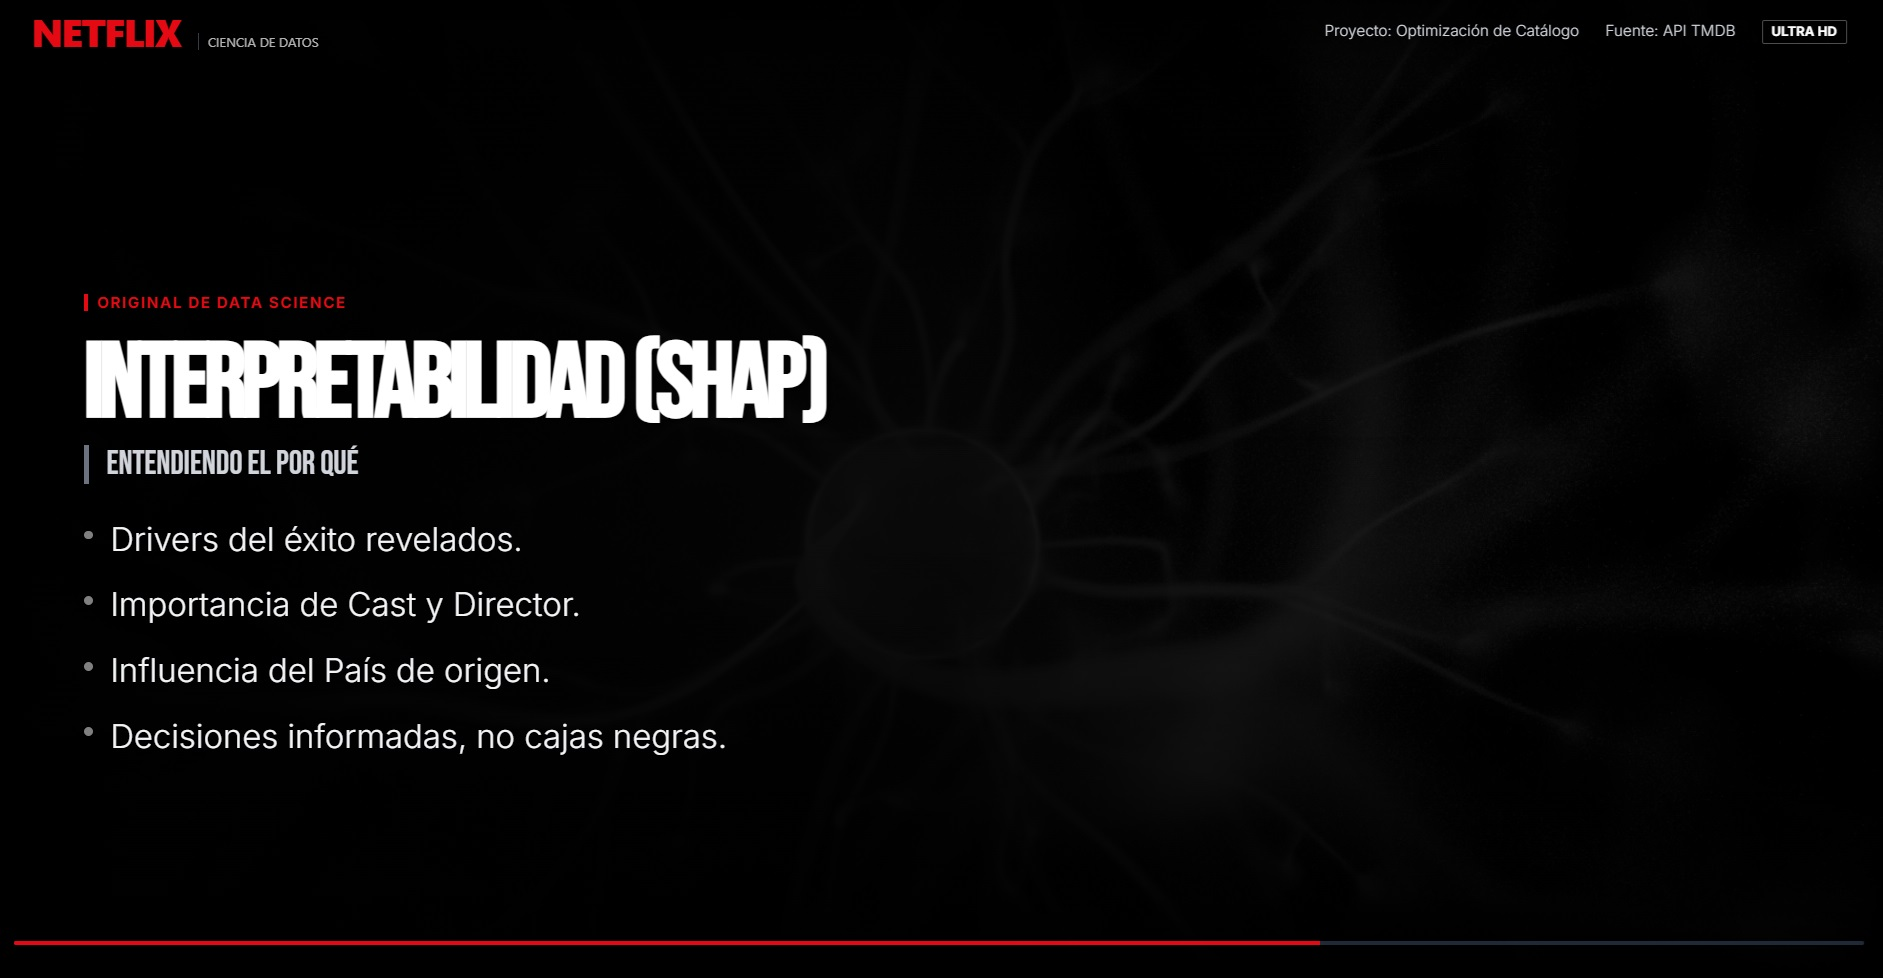 NETFLIX
CIENCIA DE DATOS
Proyecto: Optimización de Catálogo
Fuente: API TMDB
ULTRA HD
ORIGINAL DE DATA SCIENCE
INTERPRETABILIDAD (SHAP)
ENTENDIENDO EL POR QUÉ
• Drivers del éxito revelados.
• Importancia de Cast y Director.
• Influencia del País de origen.
• Decisiones informadas, no cajas negras.